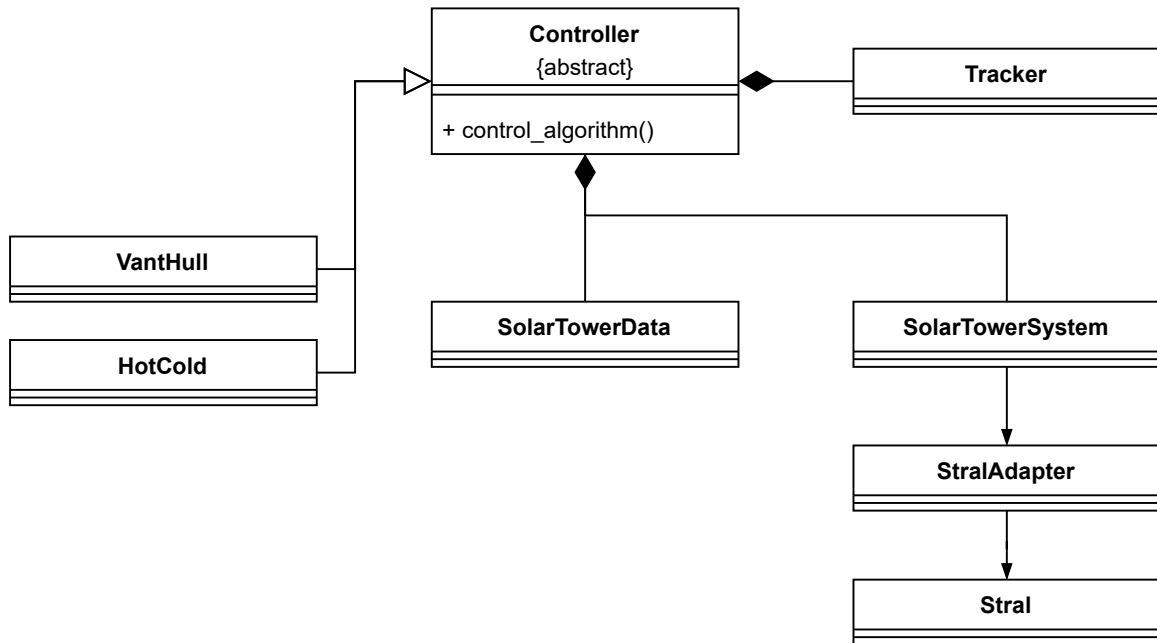 Controller
{abstract}
+ control_algorithm()
Tracker
VantHull
HotCold
SolarTowerData
SolarTowerSystem
StralAdapter
Stral